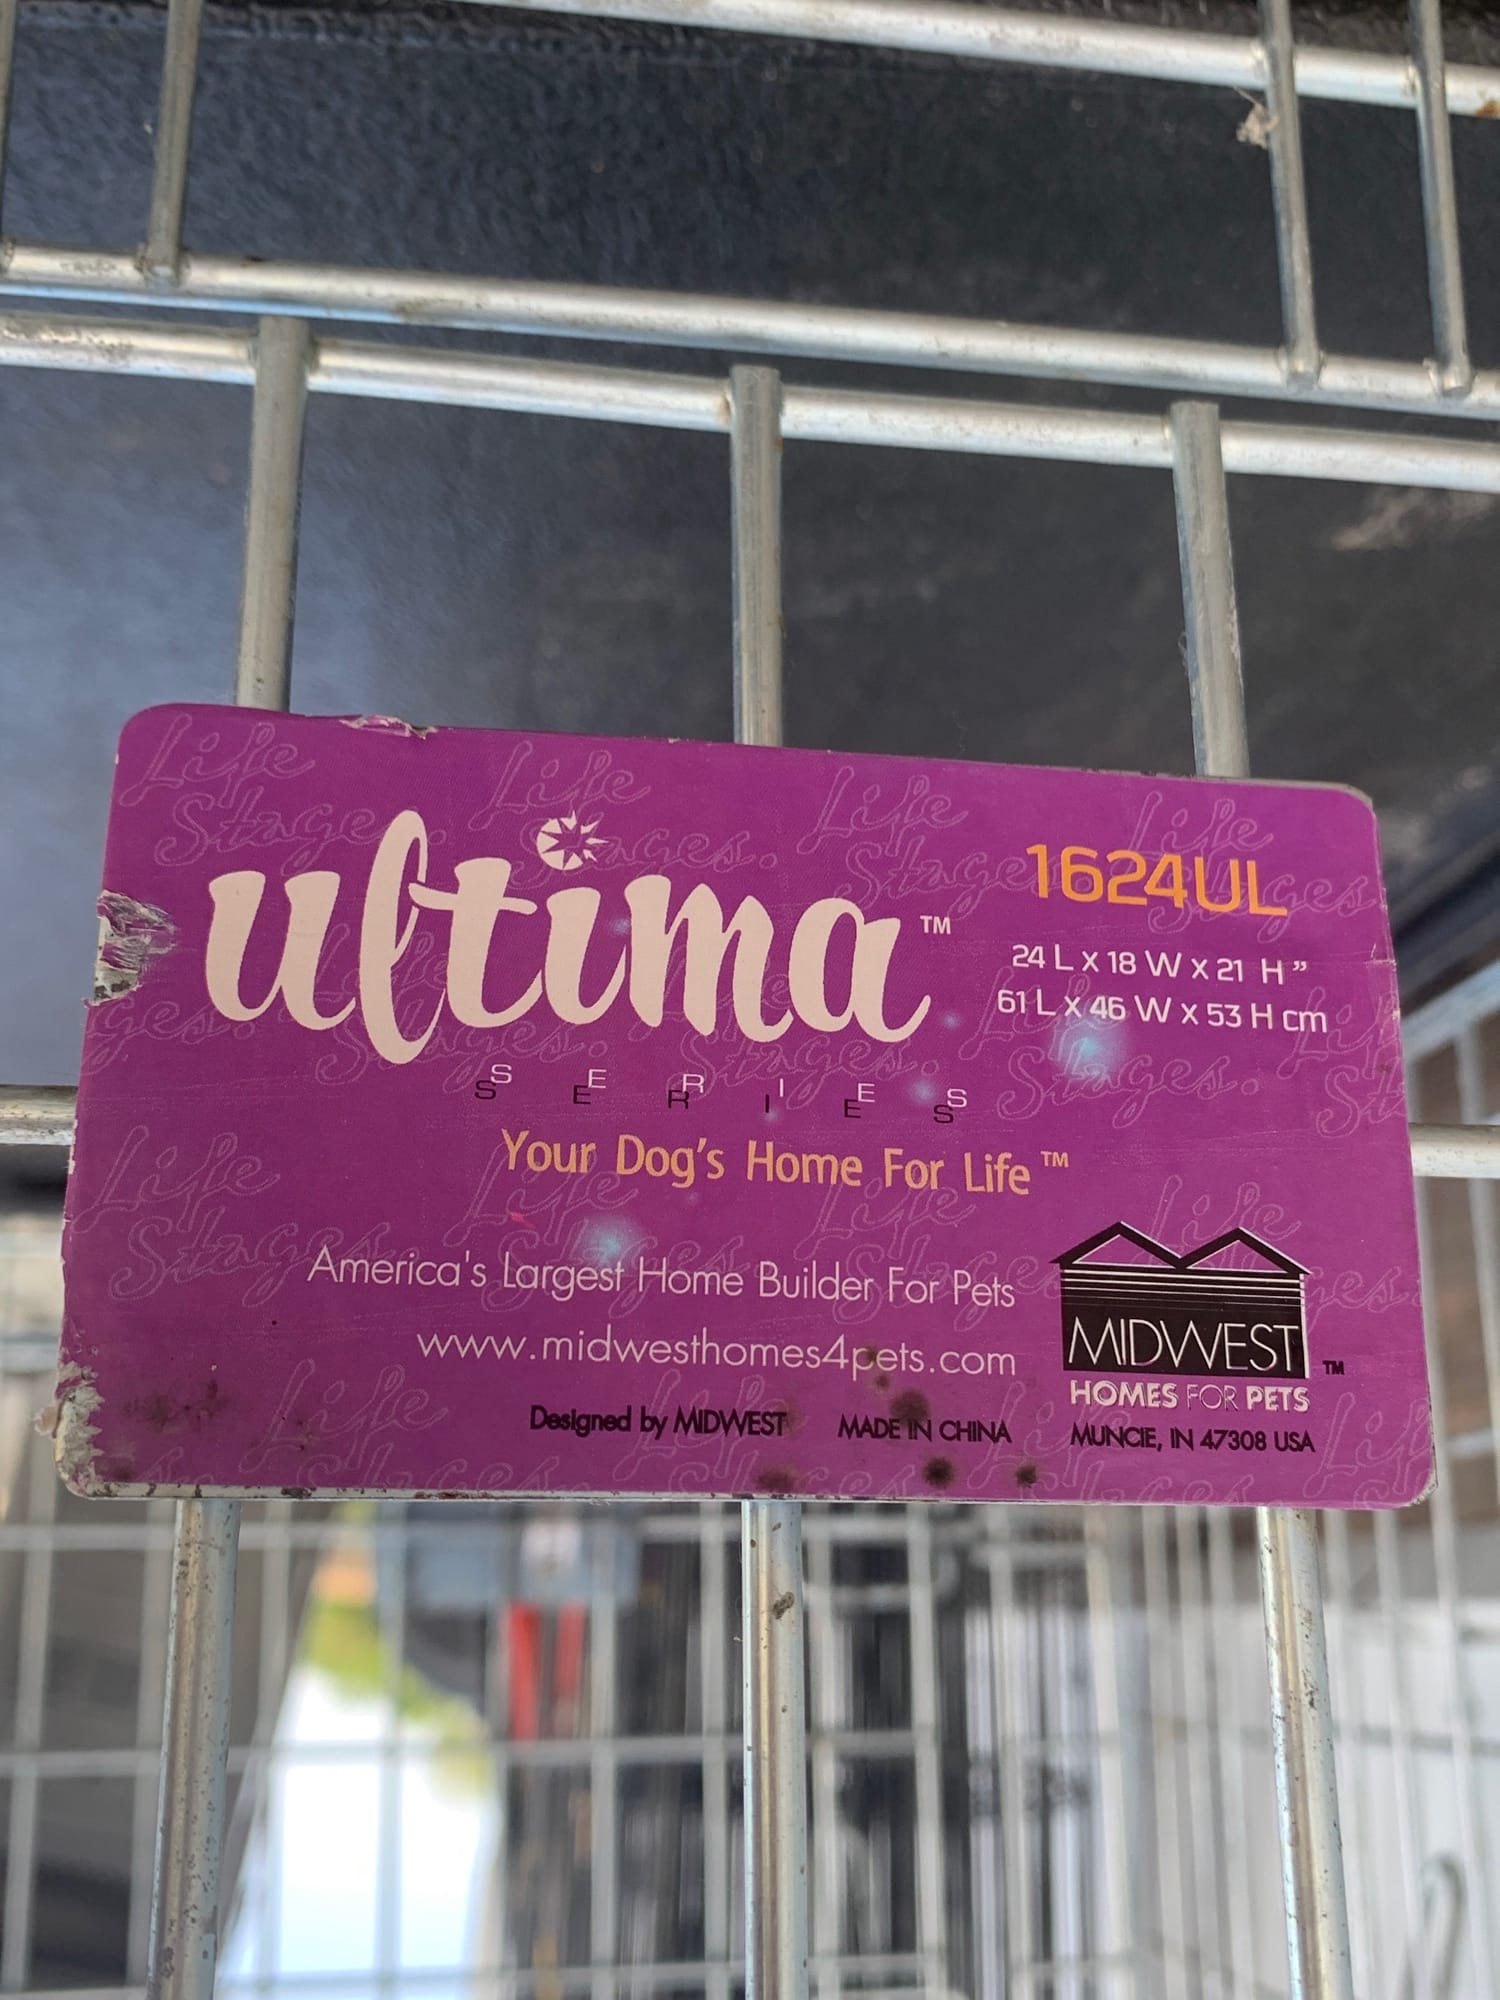 ultima™
SERIES
1624UL
24 L x 18 W x 21 H "
61 L x 46 W x 53 H cm
Your Dog's Home For Life™
America's Largest Home Builder For Pets
www.midwesthomes4pets.com
Designed by MIDWEST MADE IN CHINA
MIDWEST™
HOMES FOR PETS
MUNCIE, IN 47308 USA
Life Stages.